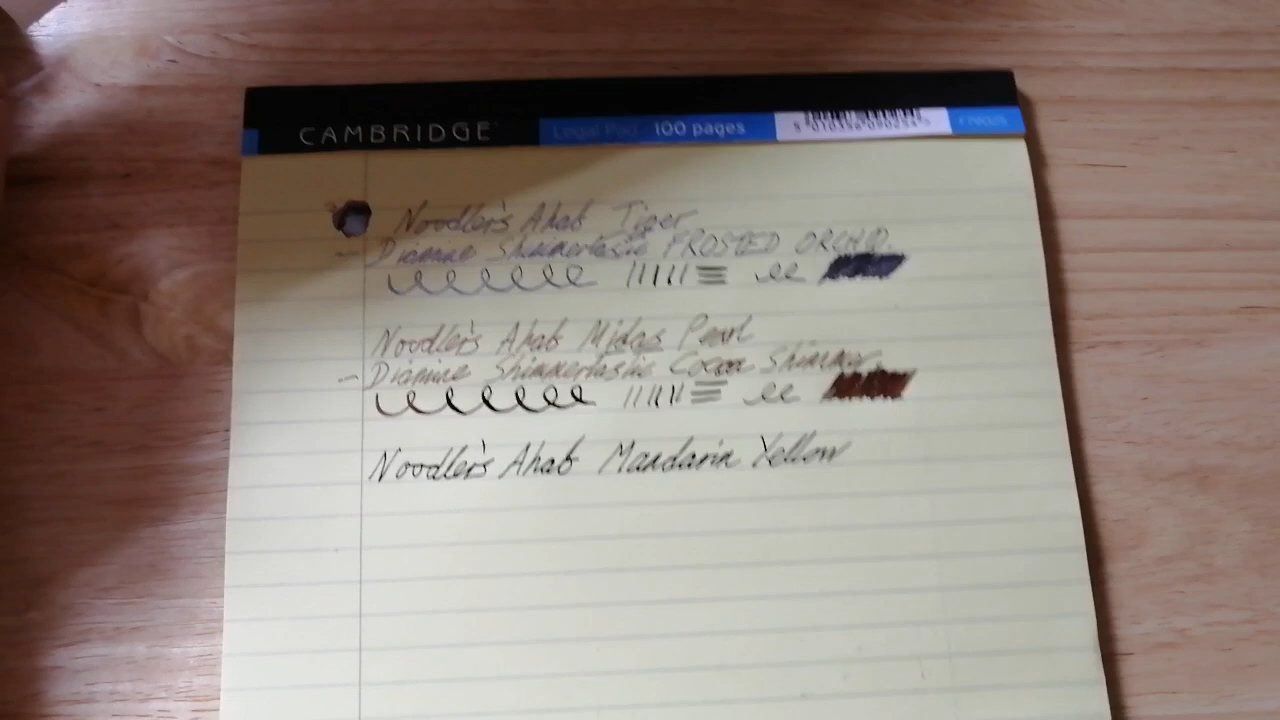 CAMBRIDGE Legal Pad 100 pages
Noodler's Ahab Tiger
- Diamine Shimmertastic FROSTED ORCHID
Noodler's Ahab Midas Pearl
- Diamine Shimmertastic Cocoa Shimmer
Noodler's Ahab Mandarin Yellow